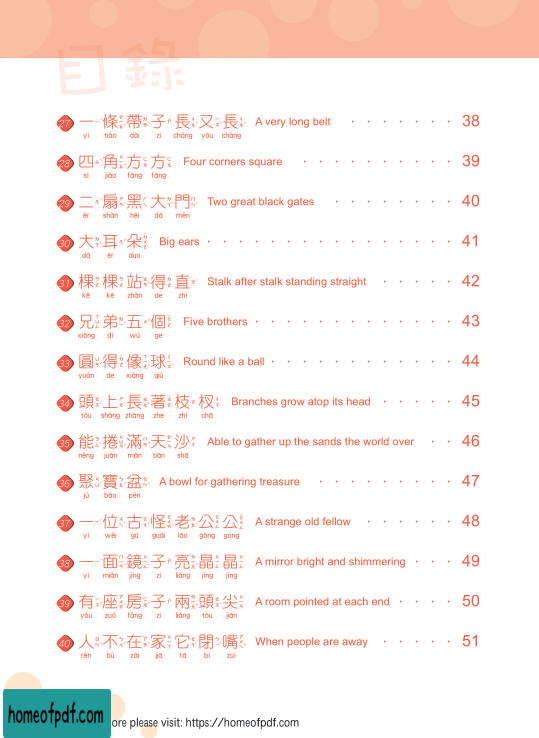 目錄
27 一條帶子長又長 A very long belt · · · · · · · 38
yì tiáo dài zi cháng yòu cháng
28 四角方方 Four corners square · · · · · · · · · · 39
sì jiǎo fāng fāng
29 二扇黑大門 Two great black gates · · · · · · · · 40
èr shàn hēi dà mén
30 大耳朵 Big ears · · · · · · · · · · · · · · · · 41
dà ěr duo
31 棵棵站得直 Stalk after stalk standing straight · · · · · 42
kē kē zhàn de zhí
32 兄弟五個 Five brothers · · · · · · · · · · · · · 43
xiōng dì wǔ ge
33 圓得像球 Round like a ball · · · · · · · · · · · · 44
yuán de xiàng qiú
34 頭上長著枝杈 Branches grow atop its head · · · · · 45
tóu shàng zhǎng zhe zhī chā
35 能捲滿天沙 Able to gather up the sands the world over · · 46
néng juǎn mǎn tiān shā
36 聚寶盆 A bowl for gathering treasure · · · · · · · · · 47
jù bǎo pén
37 一位古怪老公公 A strange old fellow · · · · · · 48
yí wèi gǔ guài lǎo gōng gong
38 一面鏡子亮晶晶 A mirror bright and shimmering · · · 49
yí miàn jìng zi liàng jīng jīng
39 有座房子兩頭尖 A room pointed at each end · · · · 50
yǒu zuò fáng zi liǎng tóu jiān
40 人不在家它閉嘴 When people are away · · · · · 51
rén bú zài jiā tā bì zuǐ
homeofpdf.com ore please visit: https://homeofpdf.com